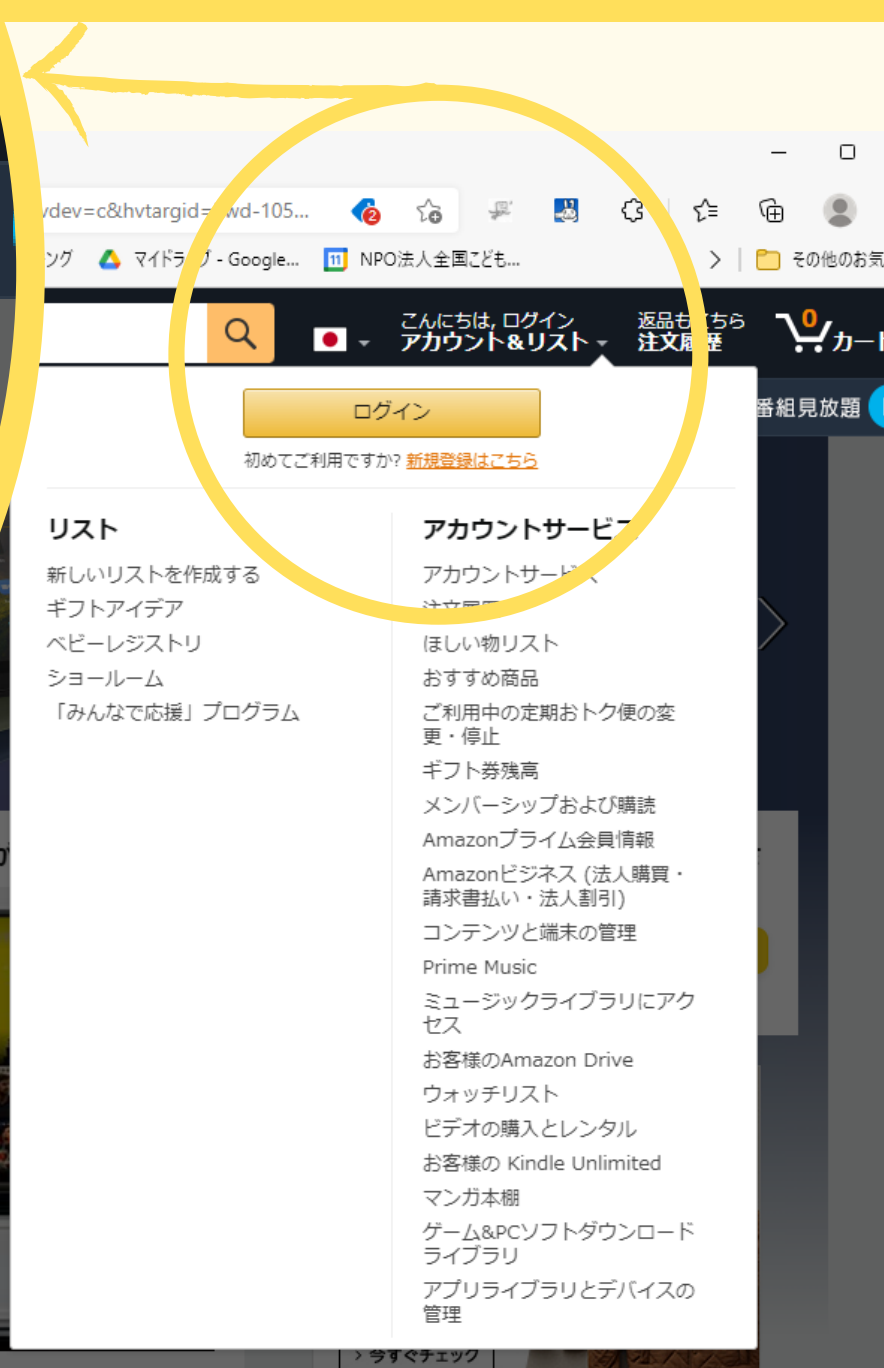 vdev=c&hvtargid=
wd-105...
2
ング
マイドライブ - Google...
11
NPO法人全国こども...
その他のお気
こんにちは, ログイン
アカウント&リスト
返品もこちら
注文履歴
0
カート
ログイン
番組見放題
初めてご利用ですか? 新規登録はこちら
リスト
新しいリストを作成する
ギフトアイデア
ベビーレジストリ
ショールーム
「みんなで応援」プログラム
アカウントサービス
アカウントサービス
注文履歴
ほしい物リスト
おすすめ商品
ご利用中の定期おトク便の変
更・停止
ギフト券残高
メンバーシップおよび購読
Amazonプライム会員情報
Amazonビジネス (法人購買・
請求書払い・法人割引)
コンテンツと端末の管理
Prime Music
ミュージックライブラリにアク
セス
お客様のAmazon Drive
ウォッチリスト
ビデオの購入とレンタル
お客様の Kindle Unlimited
マンガ本棚
ゲーム&PCソフトダウンロード
ライブラリ
アプリライブラリとデバイスの
管理
今すぐチェック